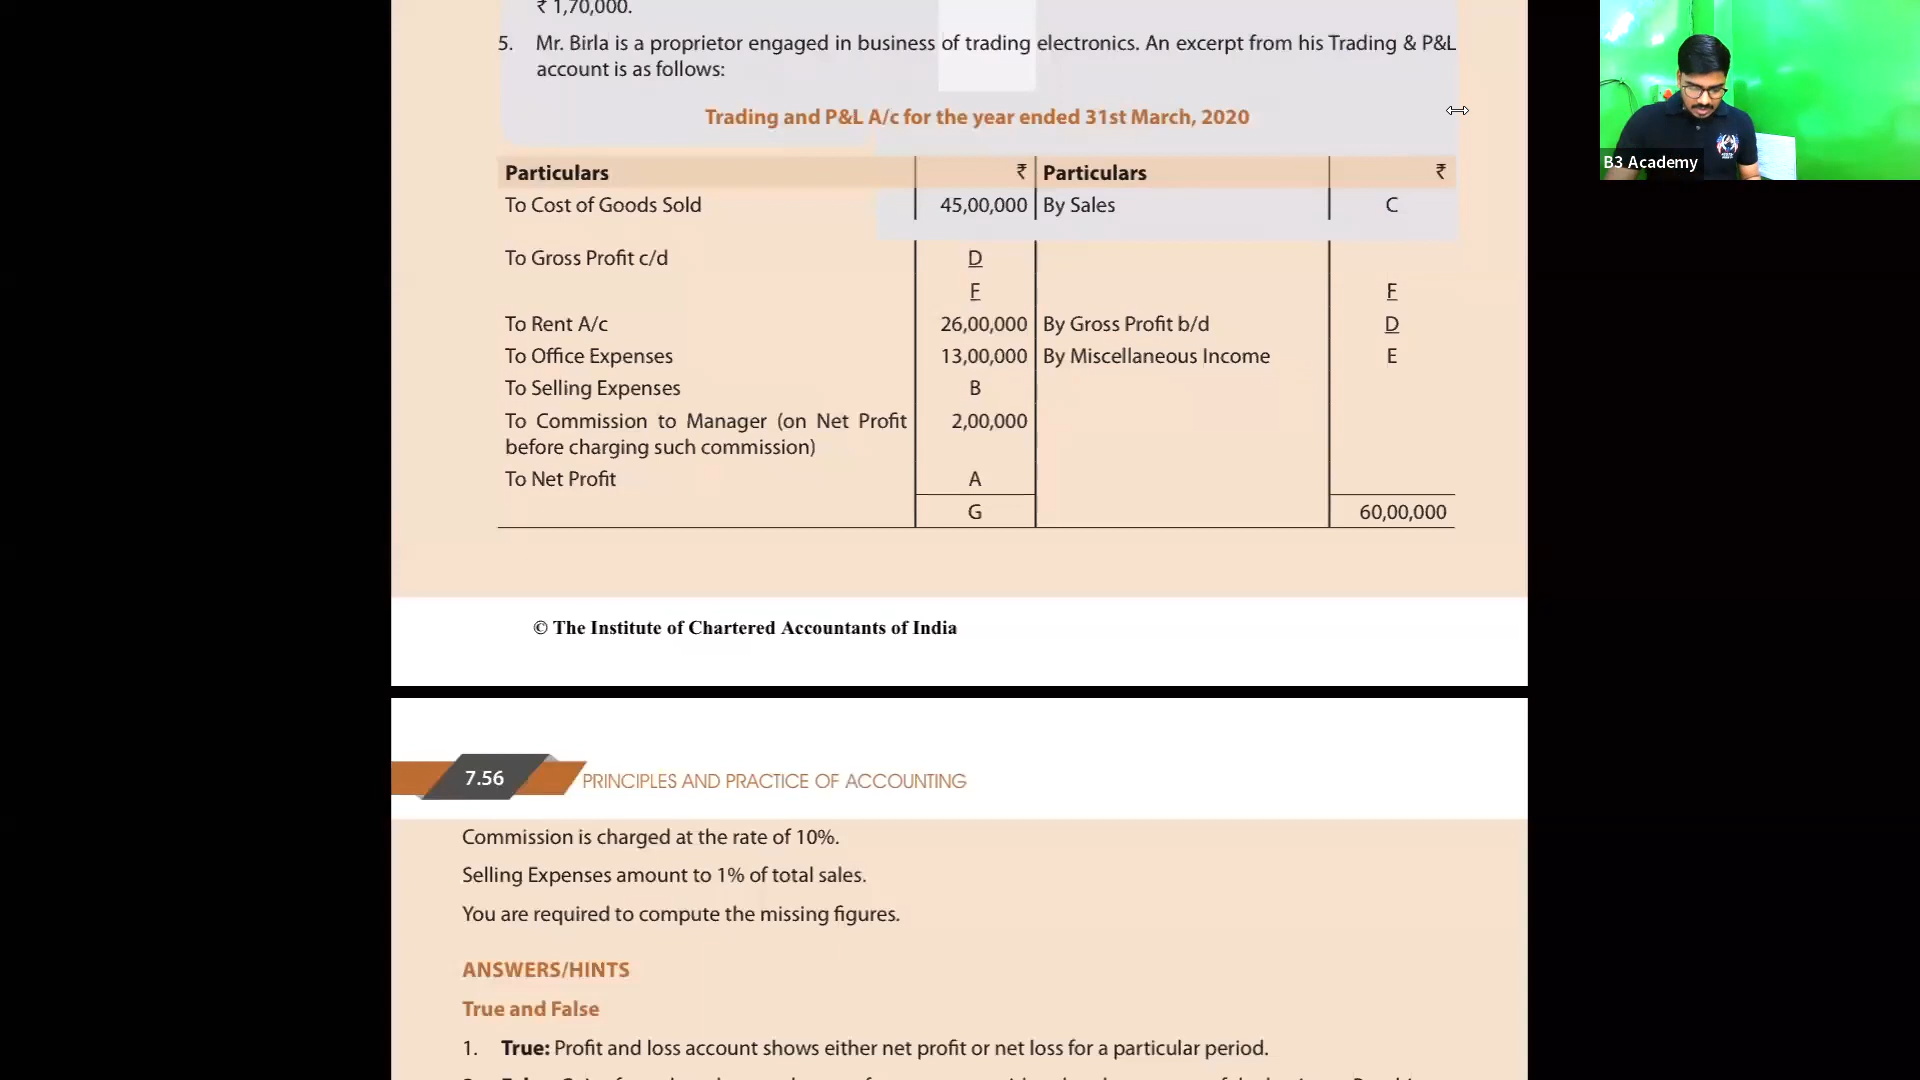 ₹ 1,70,000.
5. Mr. Birla is a proprietor engaged in business of trading electronics. An excerpt from his Trading & P&L
account is as follows:
Trading and P&L A/c for the year ended 31st March, 2020
Particulars ₹ Particulars ₹
To Cost of Goods Sold 45,00,000 By Sales C
To Gross Profit c/d D
F F
To Rent A/c 26,00,000 By Gross Profit b/d D
To Office Expenses 13,00,000 By Miscellaneous Income E
To Selling Expenses B
To Commission to Manager (on Net Profit 2,00,000
before charging such commission)
To Net Profit A
G 60,00,000
© The Institute of Chartered Accountants of India
7.56 PRINCIPLES AND PRACTICE OF ACCOUNTING
Commission is charged at the rate of 10%.
Selling Expenses amount to 1% of total sales.
You are required to compute the missing figures.
ANSWERS/HINTS
True and False
1. True: Profit and loss account shows either net profit or net loss for a particular period.
B3 Academy